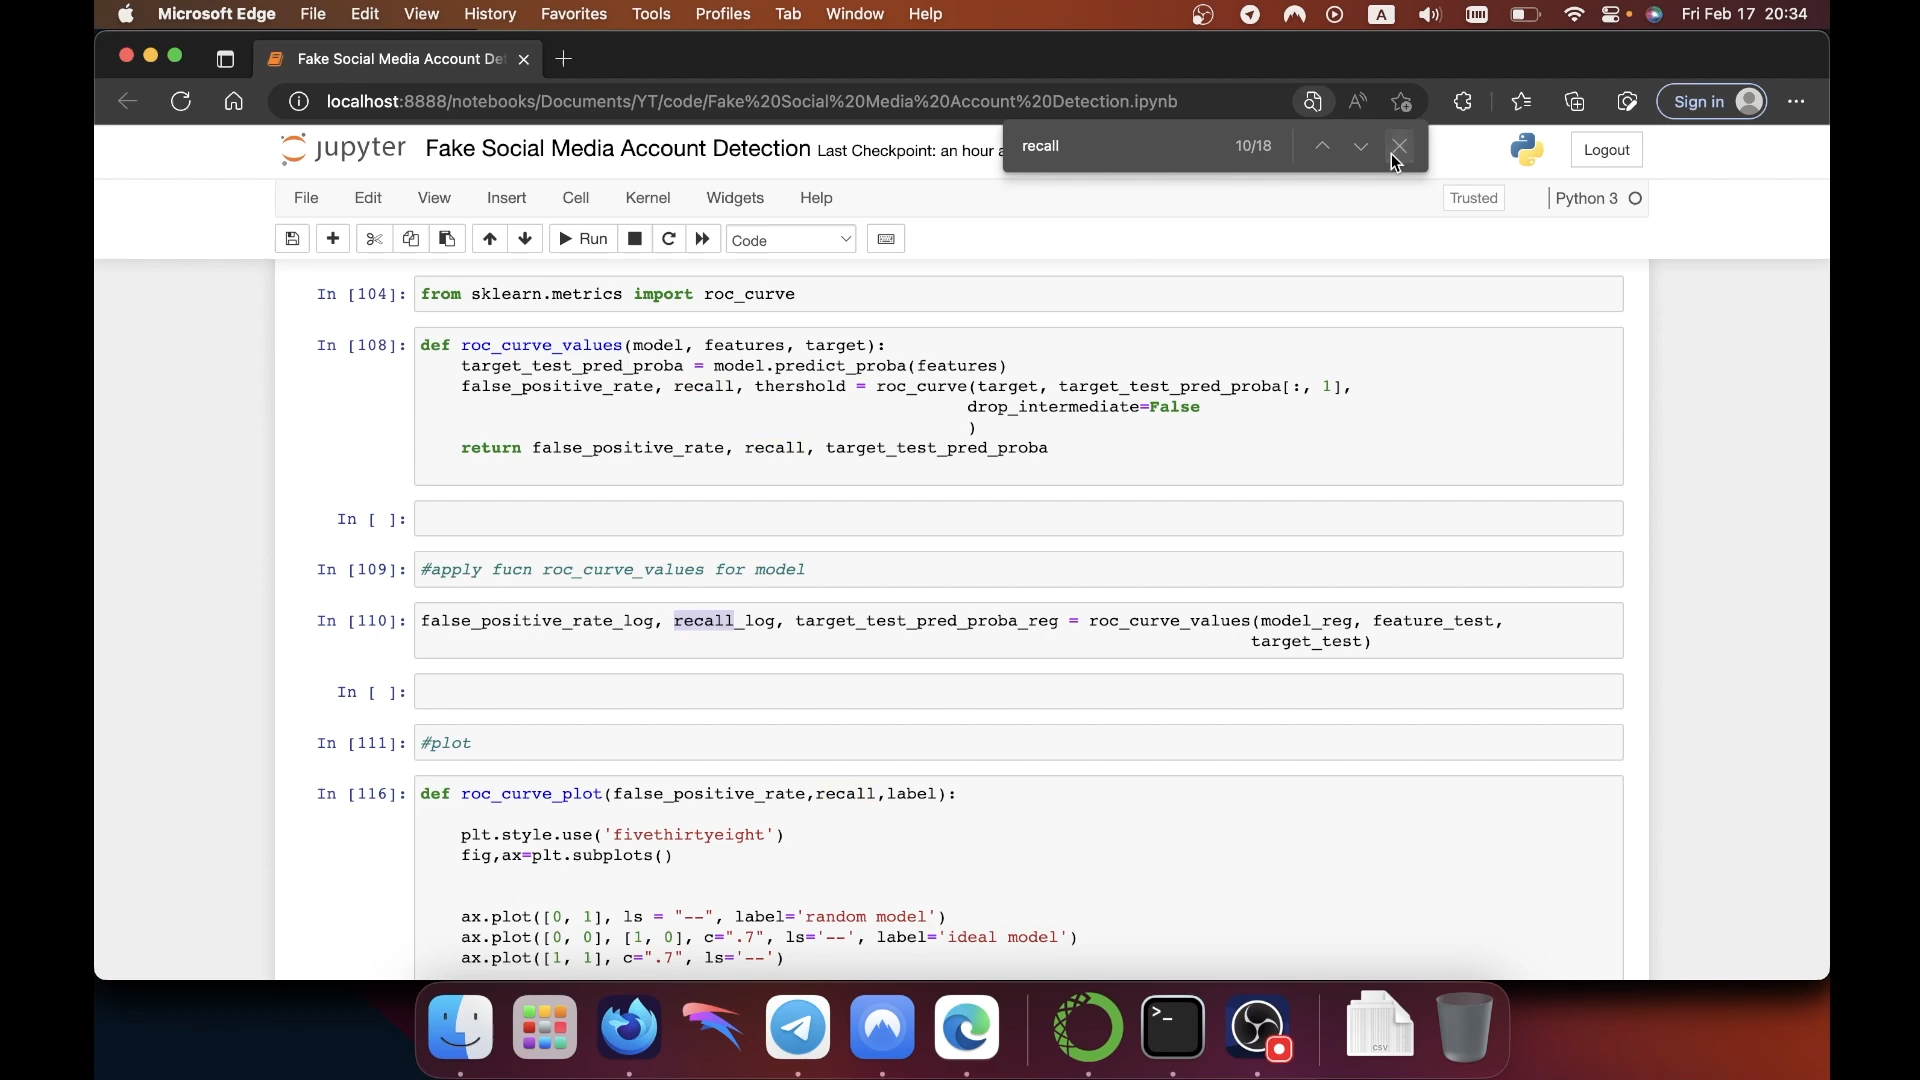 Microsoft Edge File Edit View History Favorites Tools Profiles Tab Window Help A Fri Feb 17 20:34
Fake Social Media Account De
localhost:8888/notebooks/Documents/YT/code/Fake%20Social%20Media%20Account%20Detection.ipynb
Sign in
recall 10/18
jupyter Fake Social Media Account Detection Last Checkpoint: an hour a
Logout
File Edit View Insert Cell Kernel Widgets Help Trusted Python 3
Run Code
In [104]: from sklearn.metrics import roc_curve
In [108]: def roc_curve_values(model, features, target):
target_test_pred_proba = model.predict_proba(features)
false_positive_rate, recall, thershold = roc_curve(target, target_test_pred_proba[:, 1],
drop_intermediate=False
)
return false_positive_rate, recall, target_test_pred_proba
In [ ]:
In [109]: #apply fucn roc_curve_values for model
In [110]: false_positive_rate_log, recall_log, target_test_pred_proba_reg = roc_curve_values(model_reg, feature_test,
target_test)
In [ ]:
In [111]: #plot
In [116]: def roc_curve_plot(false_positive_rate,recall,label):
plt.style.use('fivethirtyeight')
fig,ax=plt.subplots()
ax.plot([0, 1], ls = "--", label='random model')
ax.plot([0, 0], [1, 0], c=".7", ls='--', label='ideal model')
ax.plot([1, 1], c=".7", ls='--')
>_
CSV